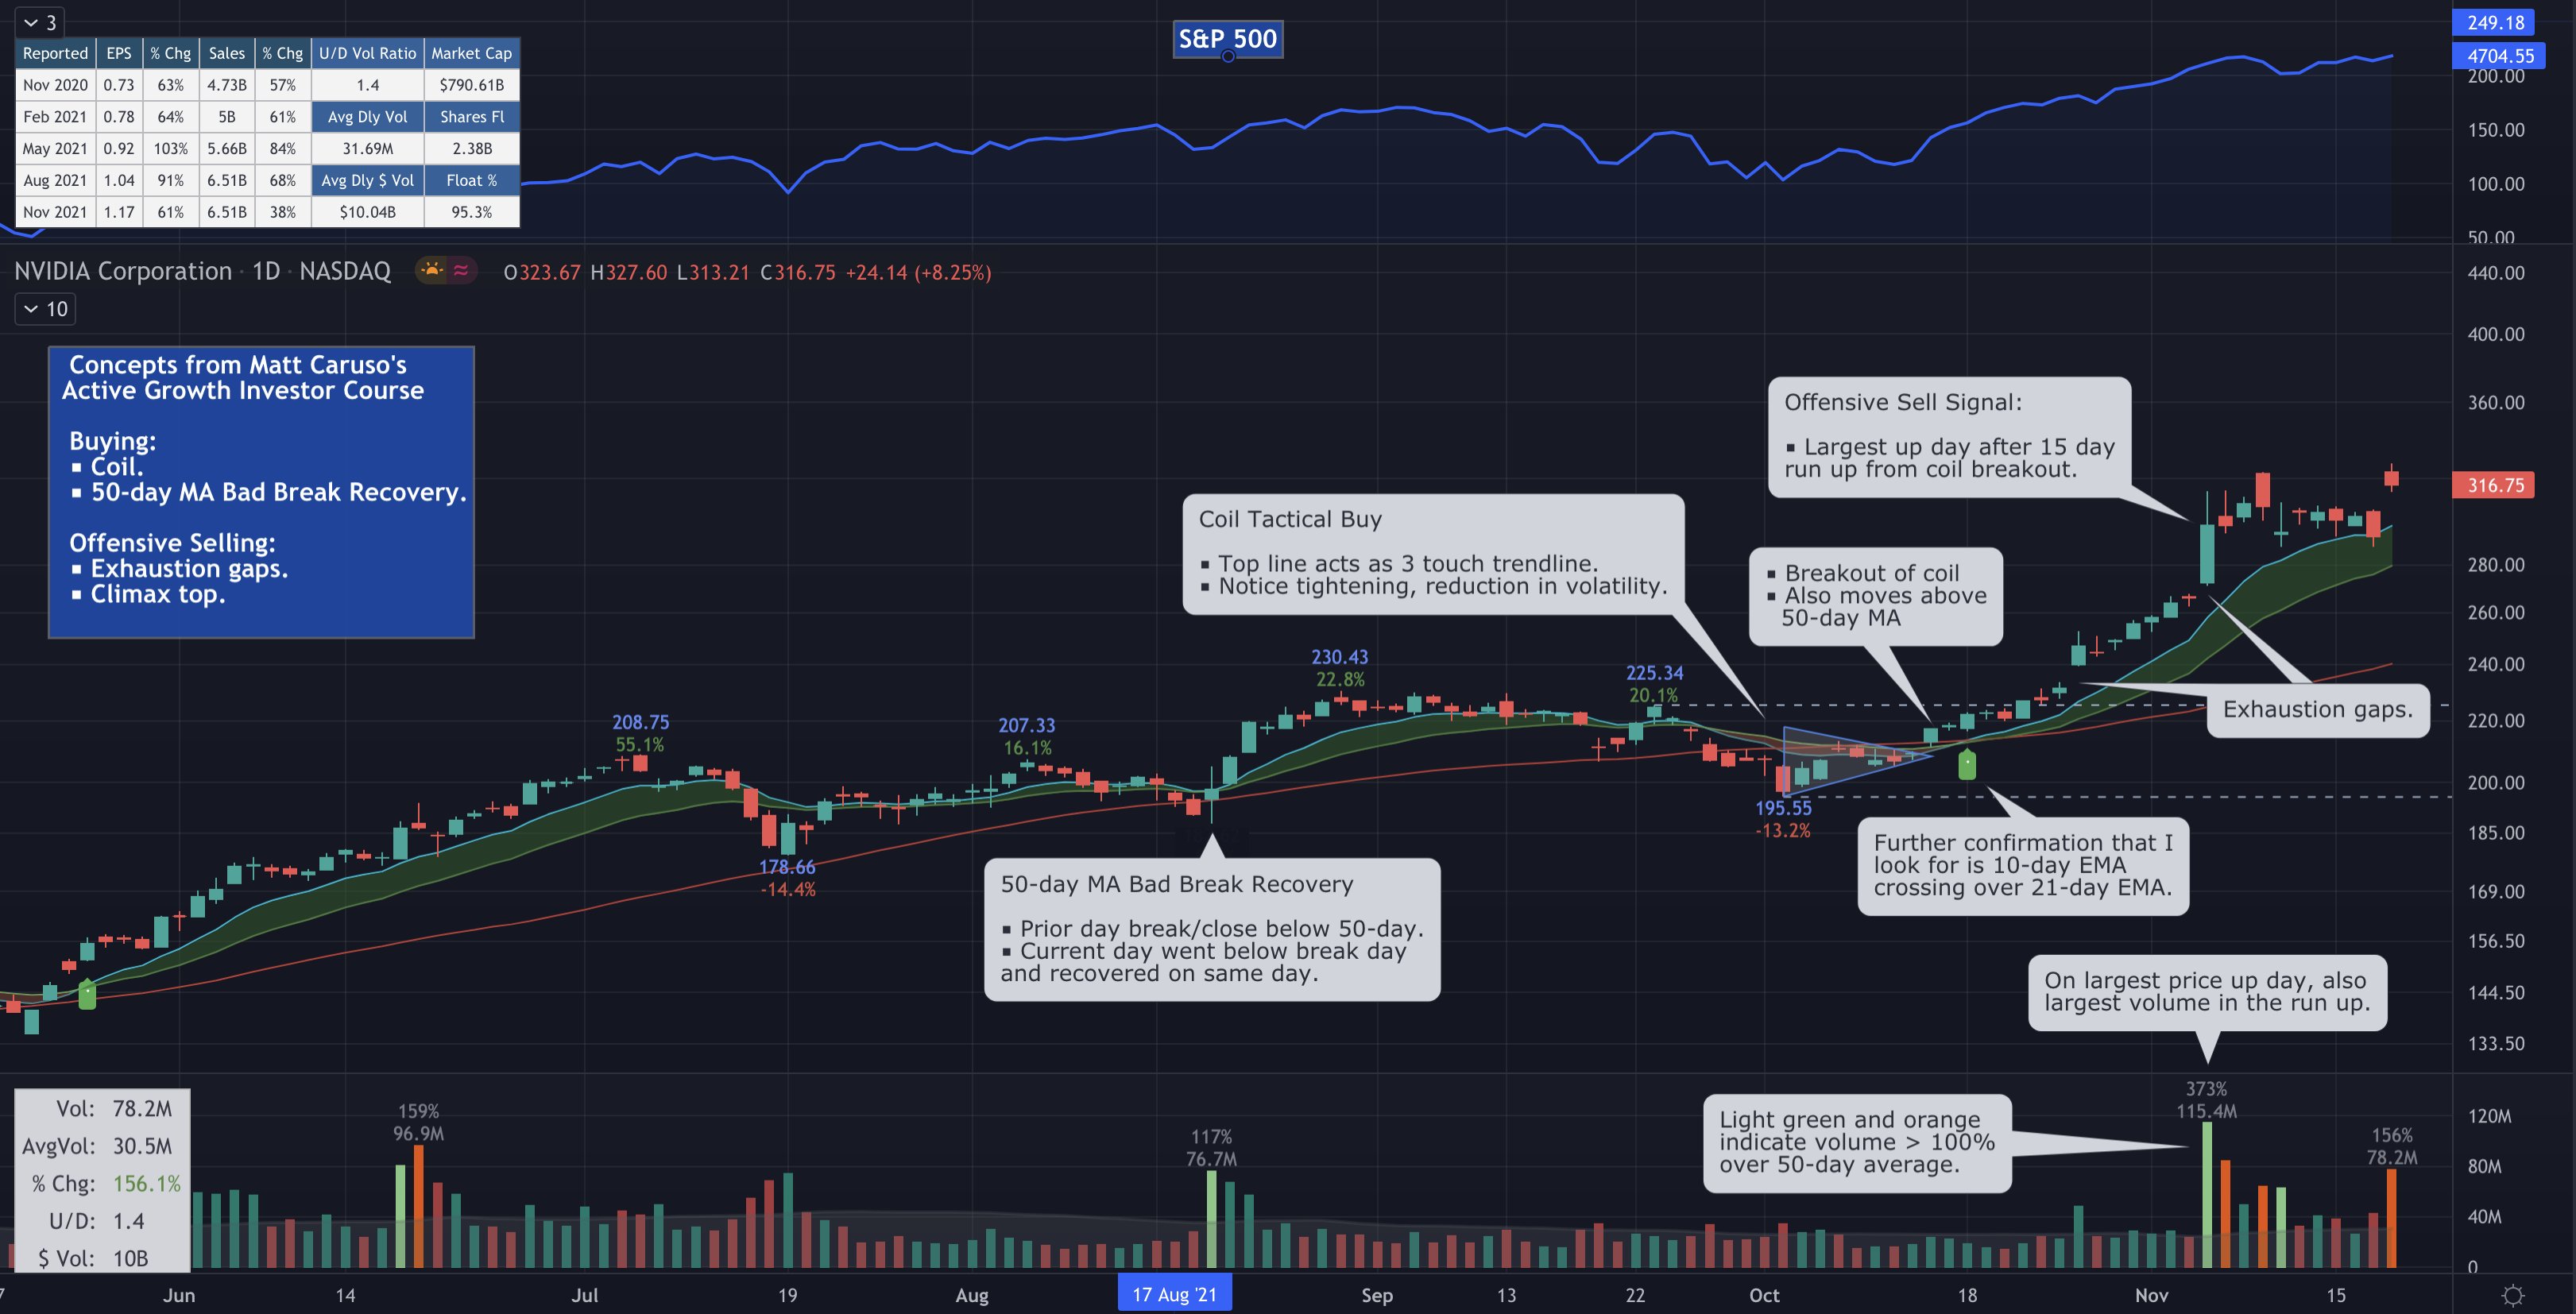 3
S&P 500
249.18
4704.55
200.00
150.00
100.00
50.00
Reported EPS % Chg Sales % Chg U/D Vol Ratio Market Cap
Nov 2020 0.73 63% 4.73B 57% 1.4 $790.61B
Feb 2021 0.78 64% 5B 61% Avg Dly Vol Shares Fl
May 2021 0.92 103% 5.66B 84% 31.69M 2.38B
Aug 2021 1.04 91% 6.51B 68% Avg Dly $ Vol Float %
Nov 2021 1.17 61% 6.51B 38% $10.04B 95.3%
NVIDIA Corporation · 1D · NASDAQ O323.67 H327.60 L313.21 C316.75 +24.14 (+8.25%)
10
Concepts from Matt Caruso's
Active Growth Investor Course
Buying:
▪ Coil.
▪ 50-day MA Bad Break Recovery.
Offensive Selling:
▪ Exhaustion gaps.
▪ Climax top.
Offensive Sell Signal:
▪ Largest up day after 15 day
run up from coil breakout.
Coil Tactical Buy
▪ Top line acts as 3 touch trendline.
▪ Notice tightening, reduction in volatility.
▪ Breakout of coil
▪ Also moves above
50-day MA
Exhaustion gaps.
208.75
55.1%
178.66
-14.4%
207.33
16.1%
230.43
22.8%
225.34
20.1%
195.55
-13.2%
50-day MA Bad Break Recovery
▪ Prior day break/close below 50-day.
▪ Current day went below break day
and recovered on same day.
Further confirmation that I
look for is 10-day EMA
crossing over 21-day EMA.
On largest price up day, also
largest volume in the run up.
Light green and orange
indicate volume > 100%
over 50-day average.
440.00
400.00
360.00
316.75
280.00
260.00
240.00
220.00
200.00
185.00
169.00
156.50
144.50
133.50
Vol: 78.2M
AvgVol: 30.5M
% Chg: 156.1%
U/D: 1.4
$ Vol: 10B
159%
96.9M
117%
76.7M
373%
115.4M
156%
78.2M
120M
80M
40M
0
7 Jun 14 Jul 19 Aug 17 Aug '21 Sep 13 22 Oct 18 Nov 15